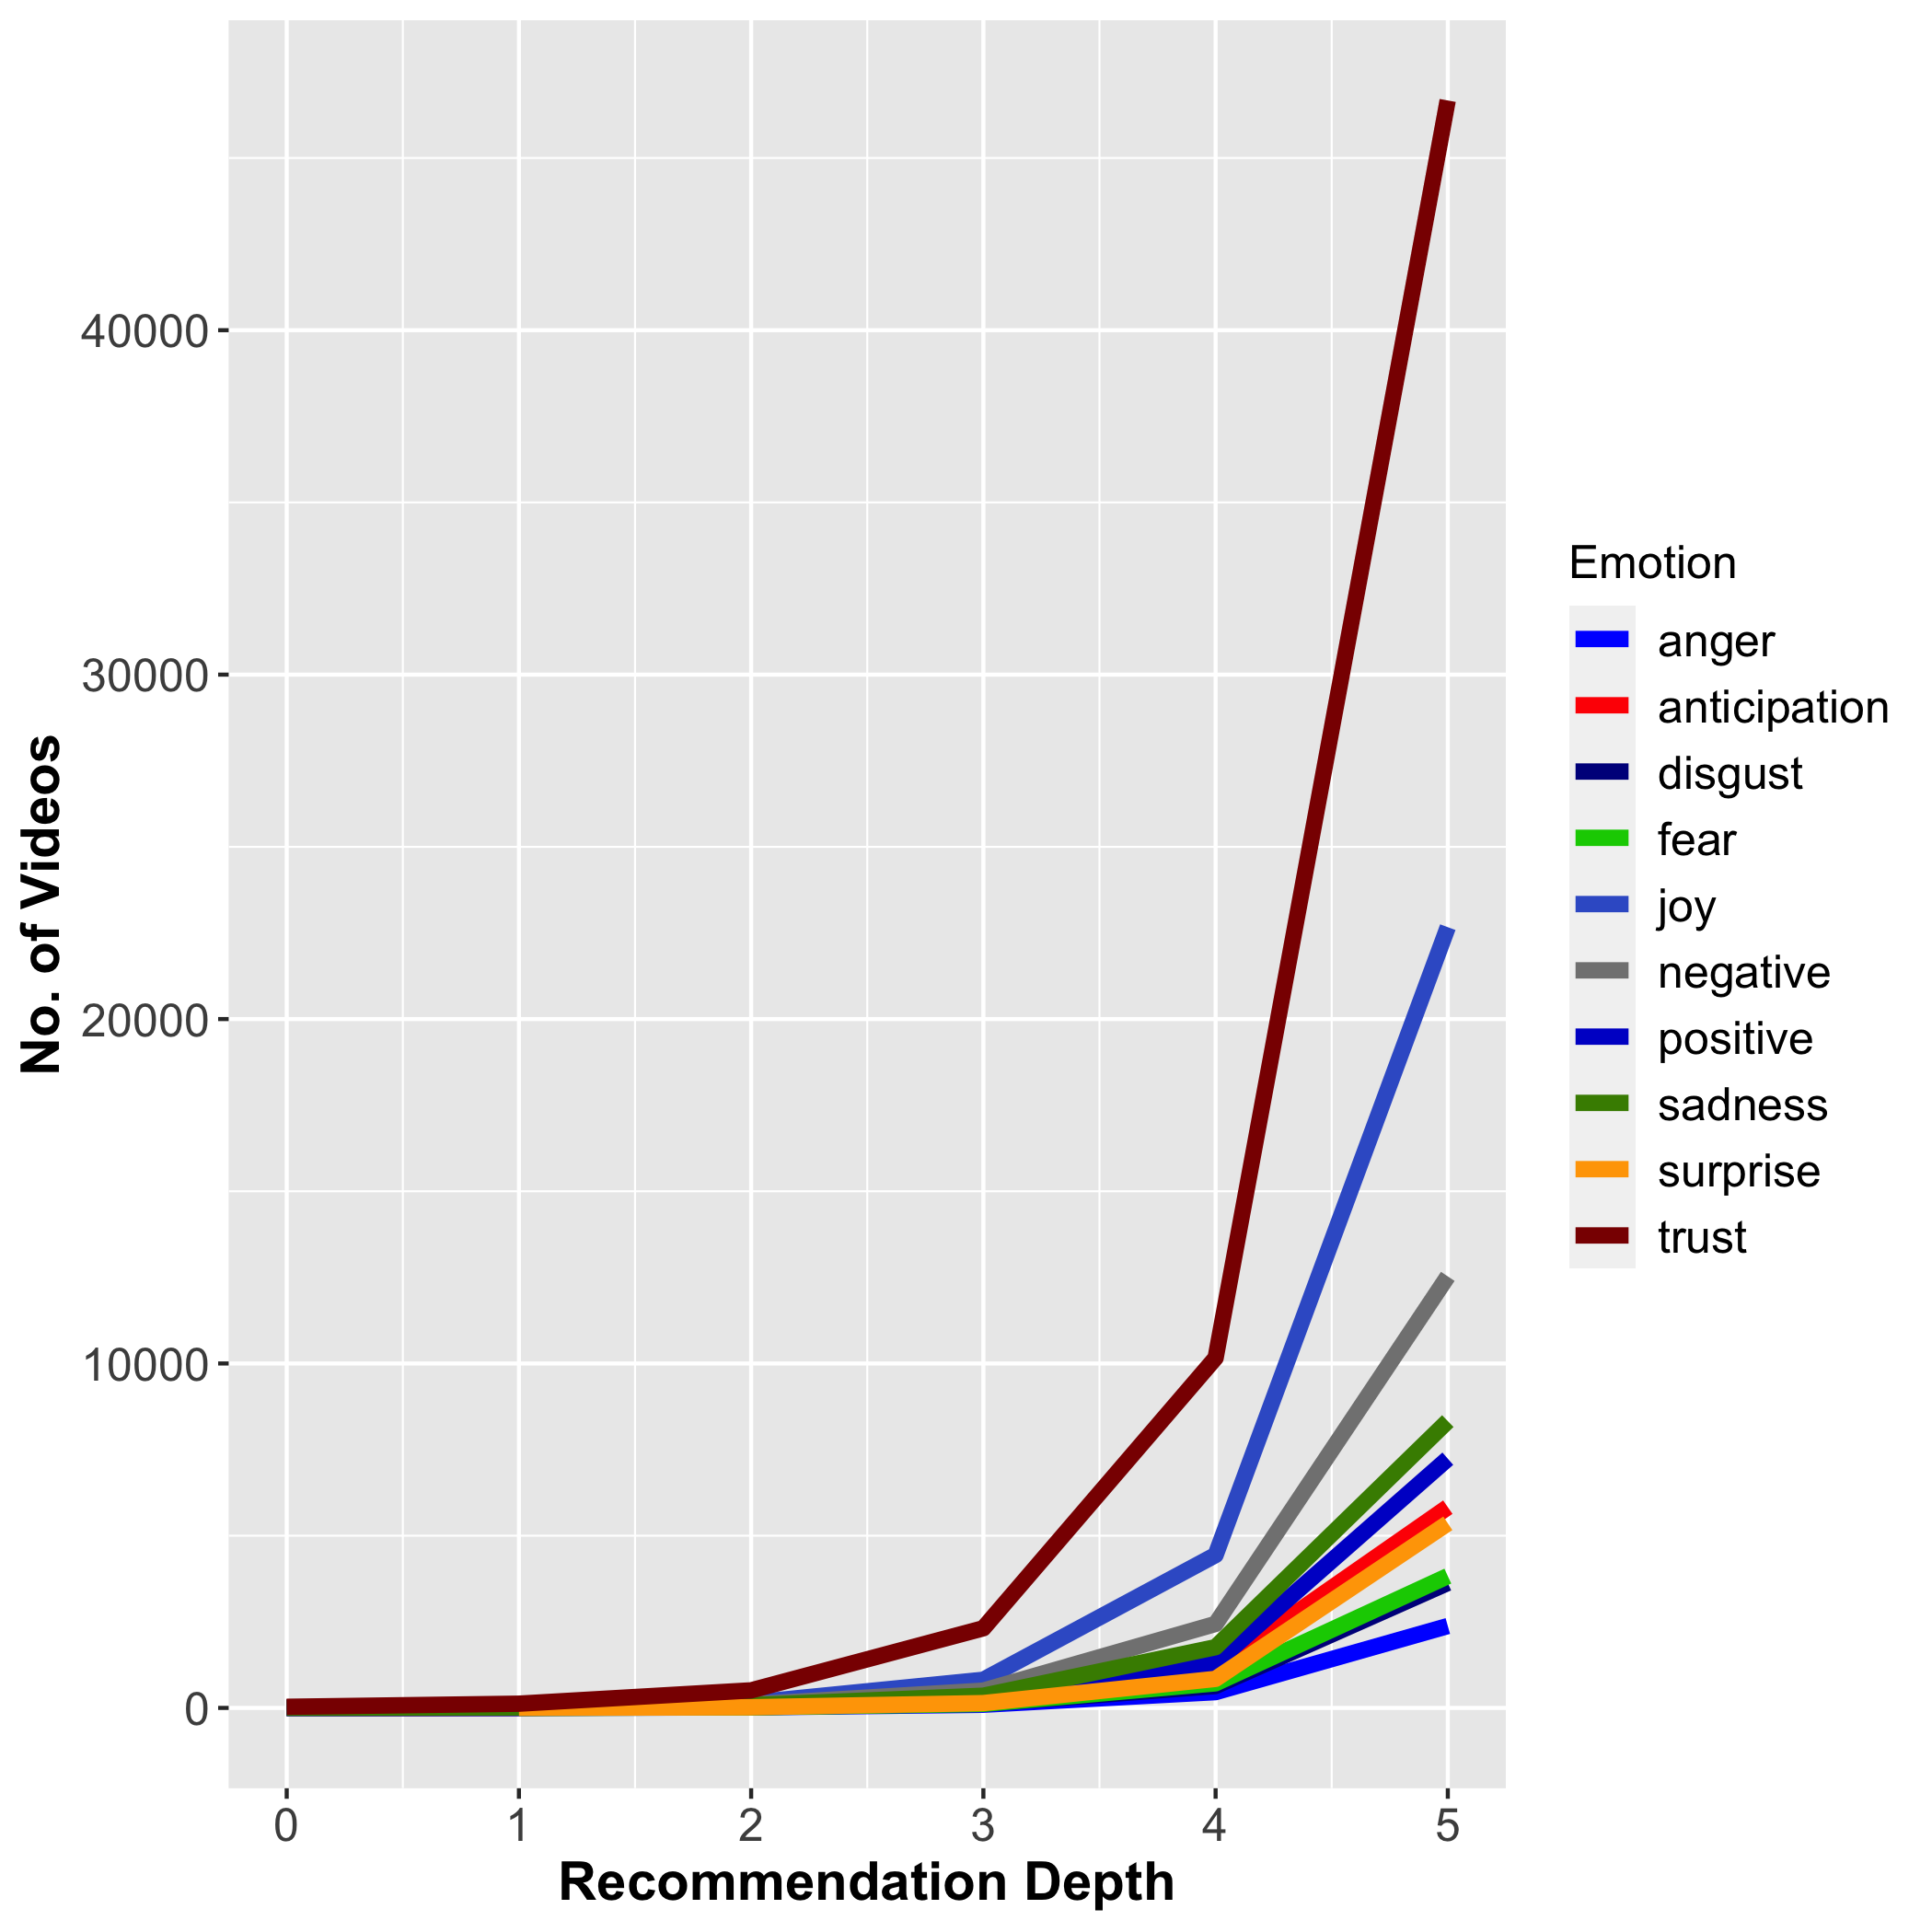 No. of Videos
40000
30000
20000
10000
0
0 1 2 3 4 5
Recommendation Depth
Emotion
anger
anticipation
disgust
fear
joy
negative
positive
sadness
surprise
trust